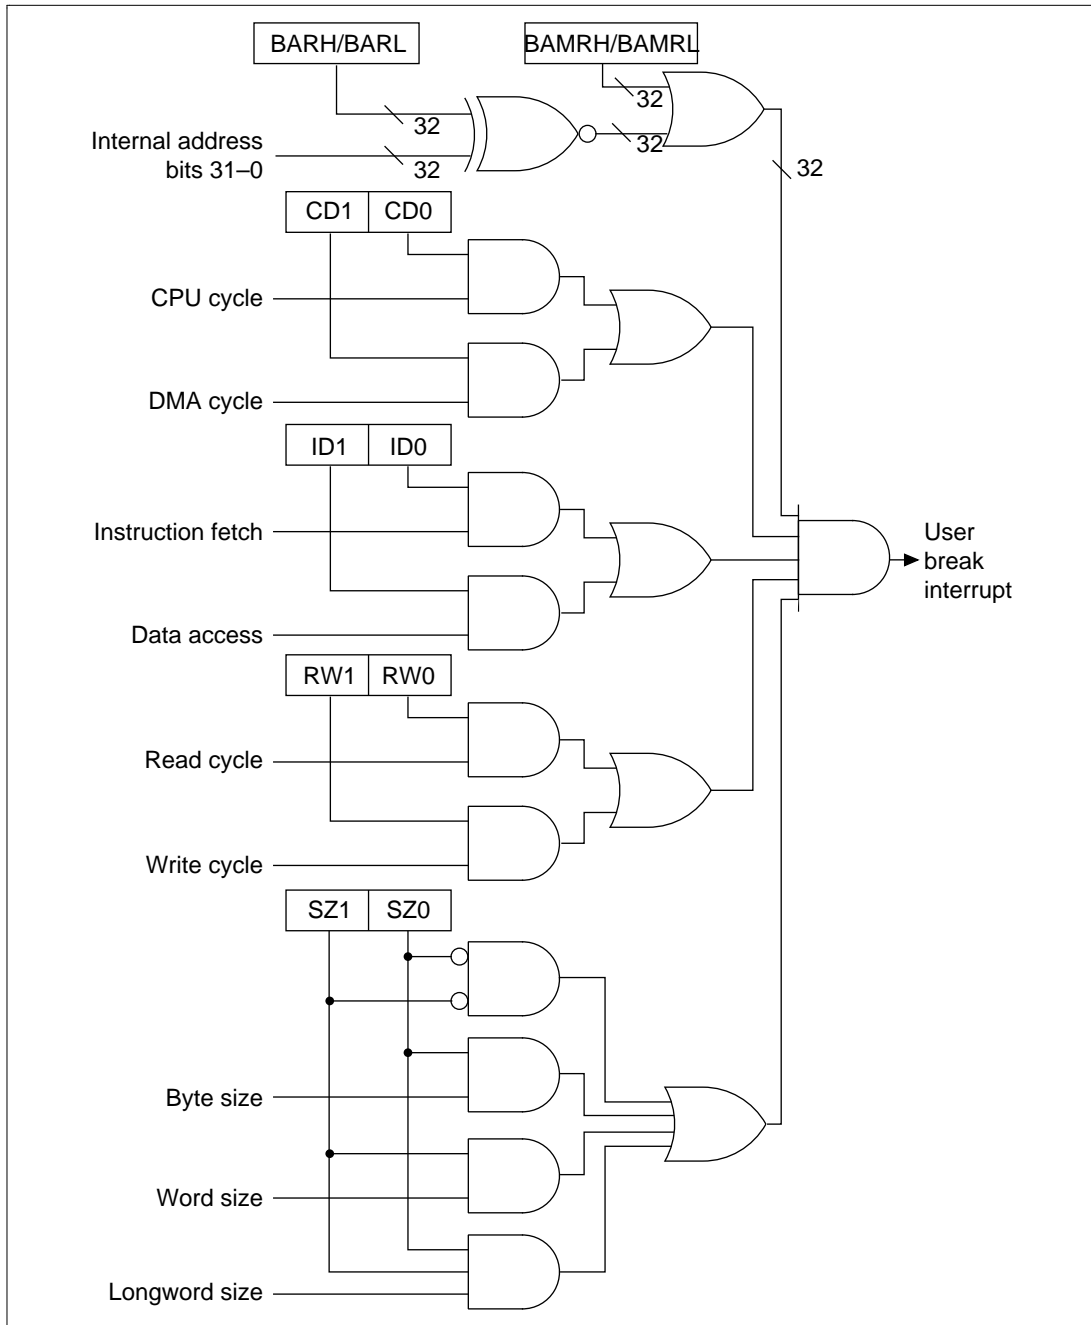 BARH/BARL
BAMRH/BAMRL
32
32
32
Internal address
bits 31–0
32
32
CD1 CD0
CPU cycle
DMA cycle
ID1 ID0
Instruction fetch
User
break
interrupt
Data access
RW1 RW0
Read cycle
Write cycle
SZ1 SZ0
Byte size
Word size
Longword size